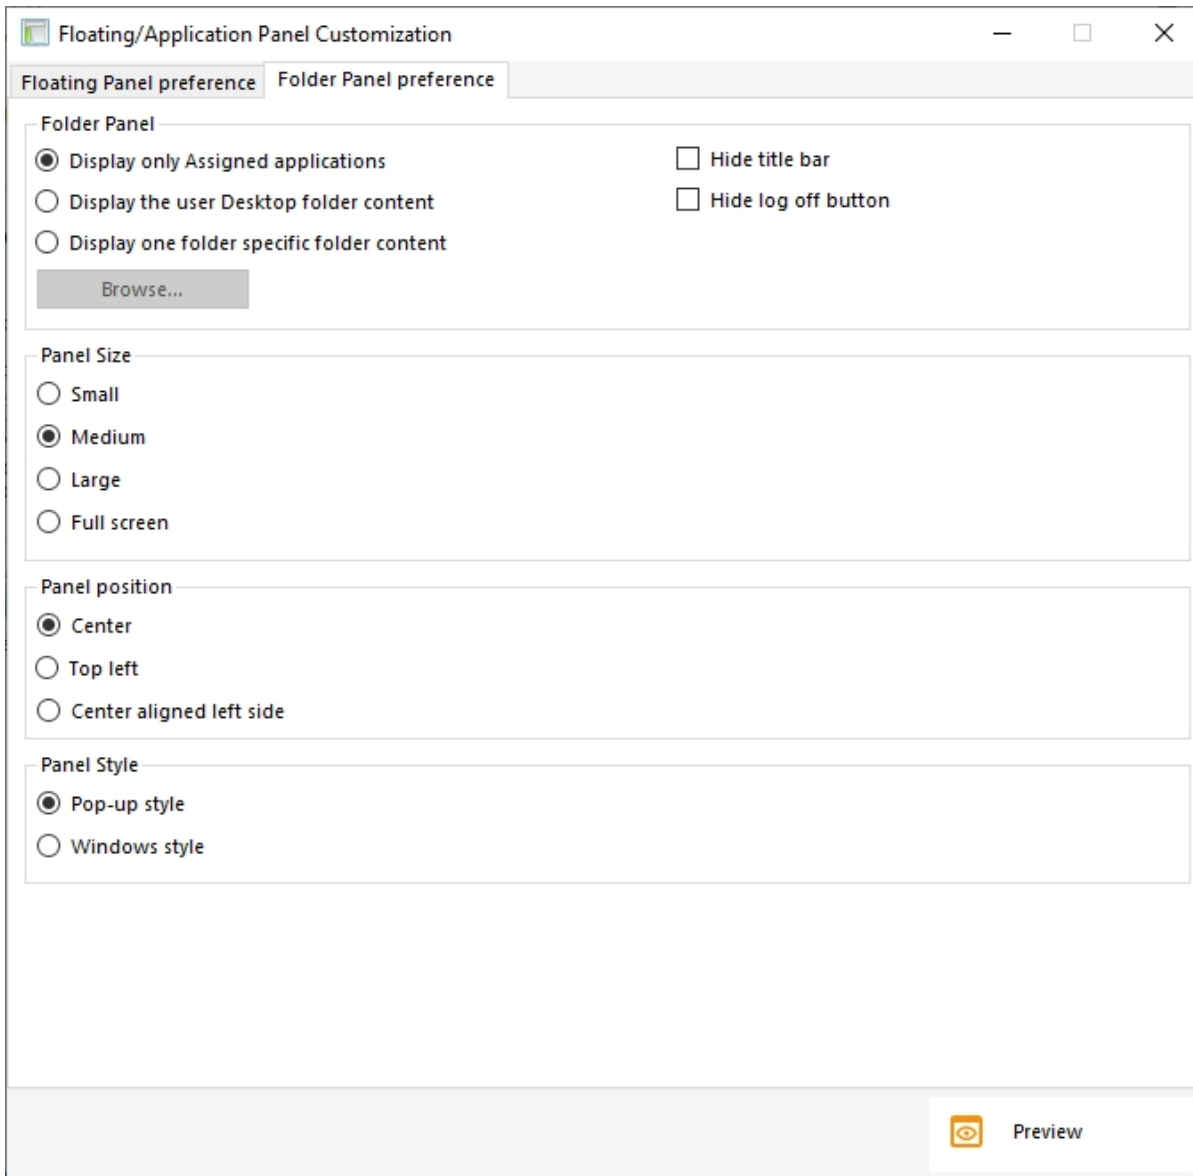 Floating/Application Panel Customization
Floating Panel preference
Folder Panel preference
Folder Panel
Display only Assigned applications
Hide title bar
Display the user Desktop folder content
Hide log off button
Display one folder specific folder content
Browse...
Panel Size
Small
Medium
Large
Full screen
Panel position
Center
Top left
Center aligned left side
Panel Style
Pop-up style
Windows style
Preview